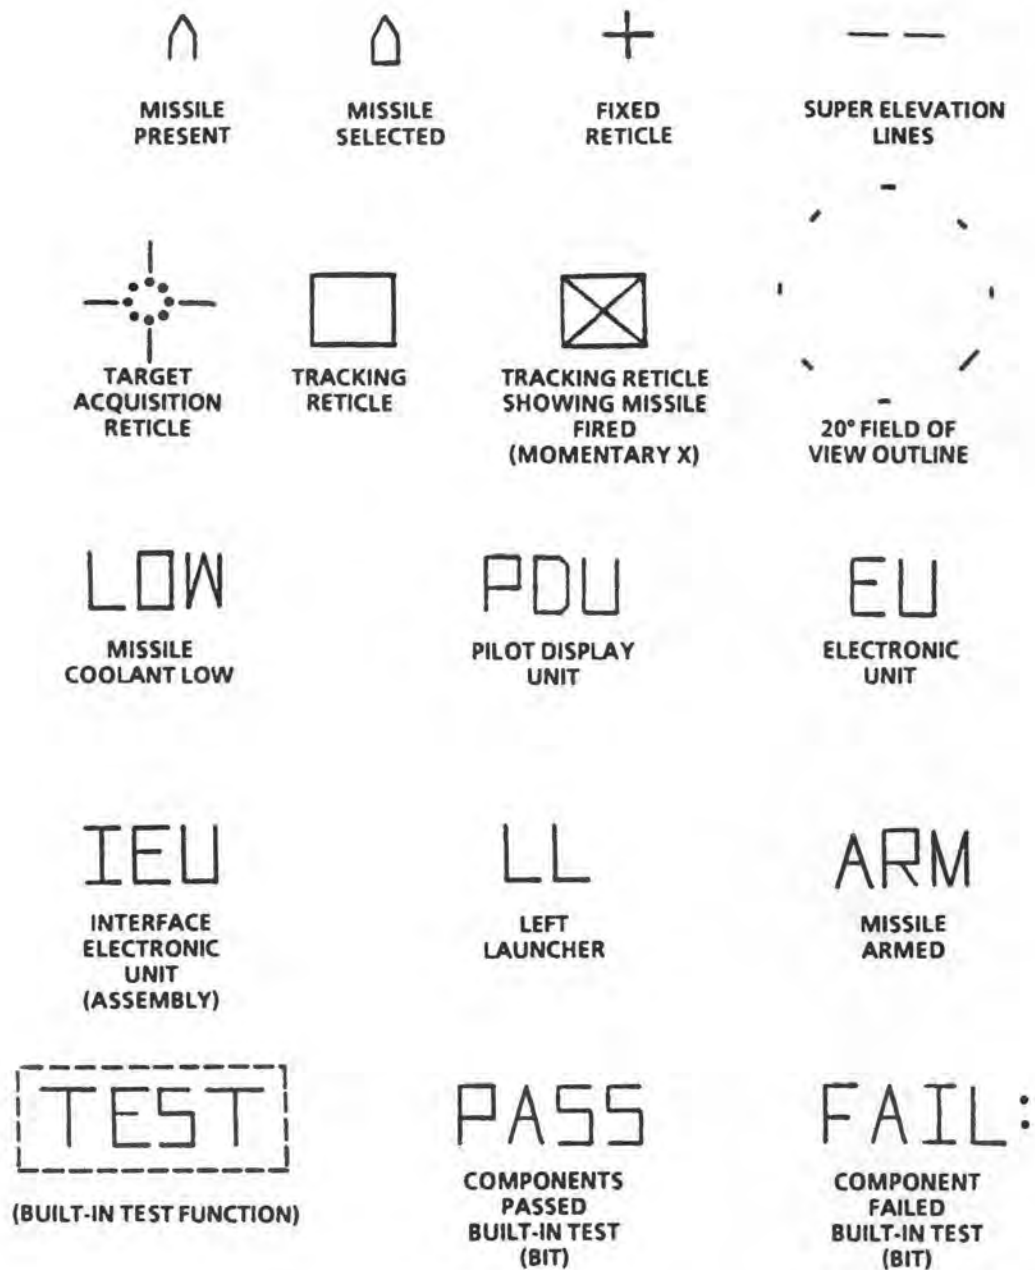 MISSILE
PRESENT
MISSILE
SELECTED
FIXED
RETICLE
SUPER ELEVATION
LINES
TARGET
ACQUISITION
RETICLE
TRACKING
RETICLE
TRACKING RETICLE
SHOWING MISSILE
FIRED
(MOMENTARY X)
20° FIELD OF
VIEW OUTLINE
LOW
MISSILE
COOLANT LOW
PDU
PILOT DISPLAY
UNIT
EU
ELECTRONIC
UNIT
IEU
INTERFACE
ELECTRONIC
UNIT
(ASSEMBLY)
LL
LEFT
LAUNCHER
ARM
MISSILE
ARMED
TEST
(BUILT-IN TEST FUNCTION)
PASS
COMPONENTS
PASSED
BUILT-IN TEST
(BIT)
FAIL:
COMPONENT
FAILED
BUILT-IN TEST
(BIT)